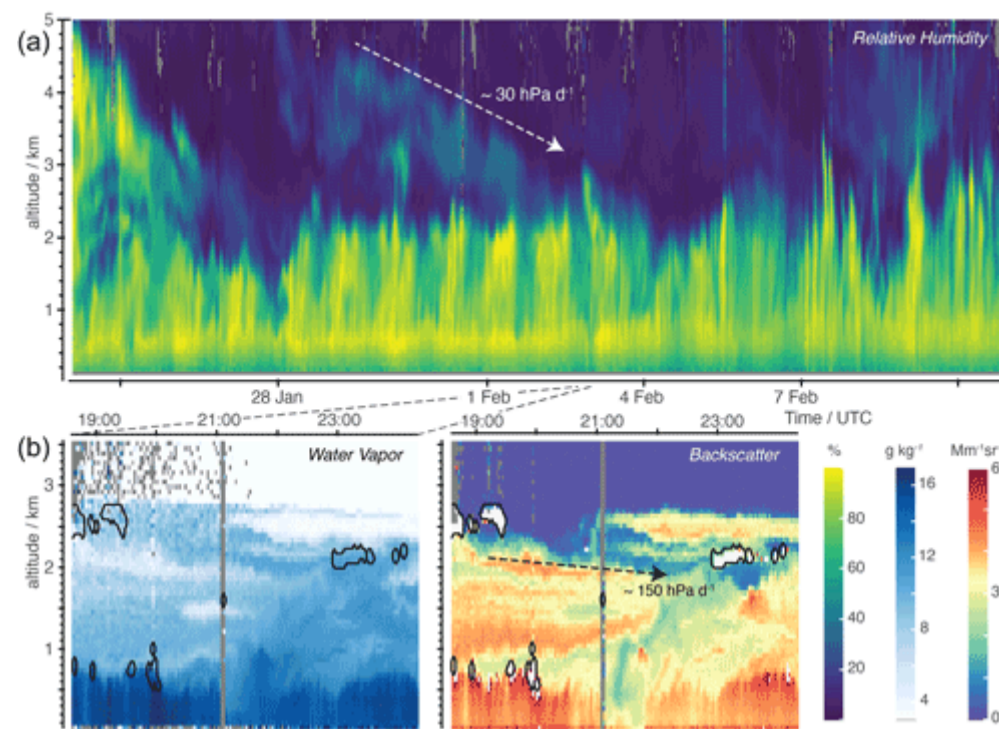 (a)
Relative Humidity
5
4
3
2
1
altitude / km
~ 30 hPa d⁻¹
28 Jan
1 Feb
4 Feb
7 Feb
Time / UTC
19:00
21:00
23:00
19:00
21:00
23:00
(b)
Water Vapor
Backscatter
3
2
1
altitude / km
~ 150 hPa d⁻¹
%
80
60
40
20
g kg⁻¹
16
12
8
4
Mm⁻¹sr⁻¹
6
3
0